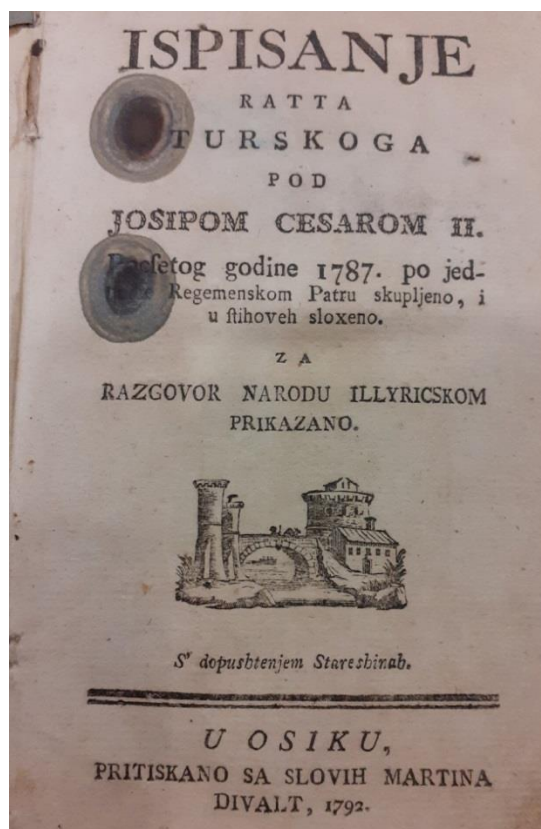 ISPISANJE
RATTA
TURSKOGA
POD
JOSIPOM CESAROM II.
godine 1787. po jed-
Regemenskom Patru skupljeno, i
u ſtihoveh sloxeno.
ZA
RAZGOVOR NARODU ILLYRICSKOM
PRIKAZANO.
S' dopushtenjem Stareshinah.
U OSIKU,
PRITISKANO SA SLOVIH MARTINA
DIVALT, 1792.